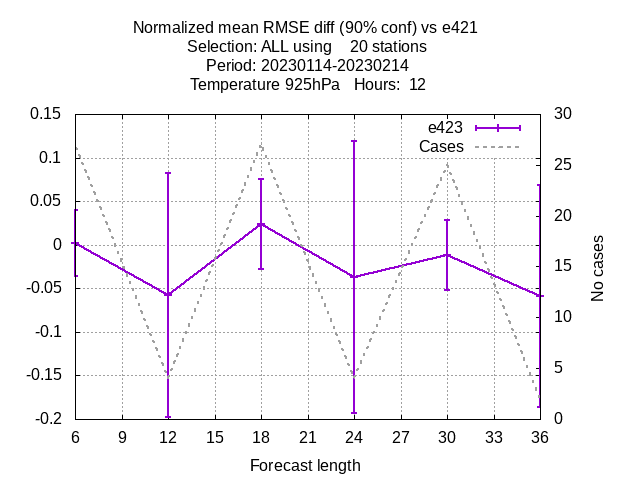 Normalized mean RMSE diff (90% conf) vs e421
Selection: ALL using    20 stations
Period: 20230114-20230214
Temperature 925hPa   Hours:  12
e423
Cases
0.15
0.1
0.05
0
-0.05
-0.1
-0.15
-0.2
30
25
20
15
10
5
0
No cases
6 9 12 15 18 21 24 27 30 33 36
Forecast length